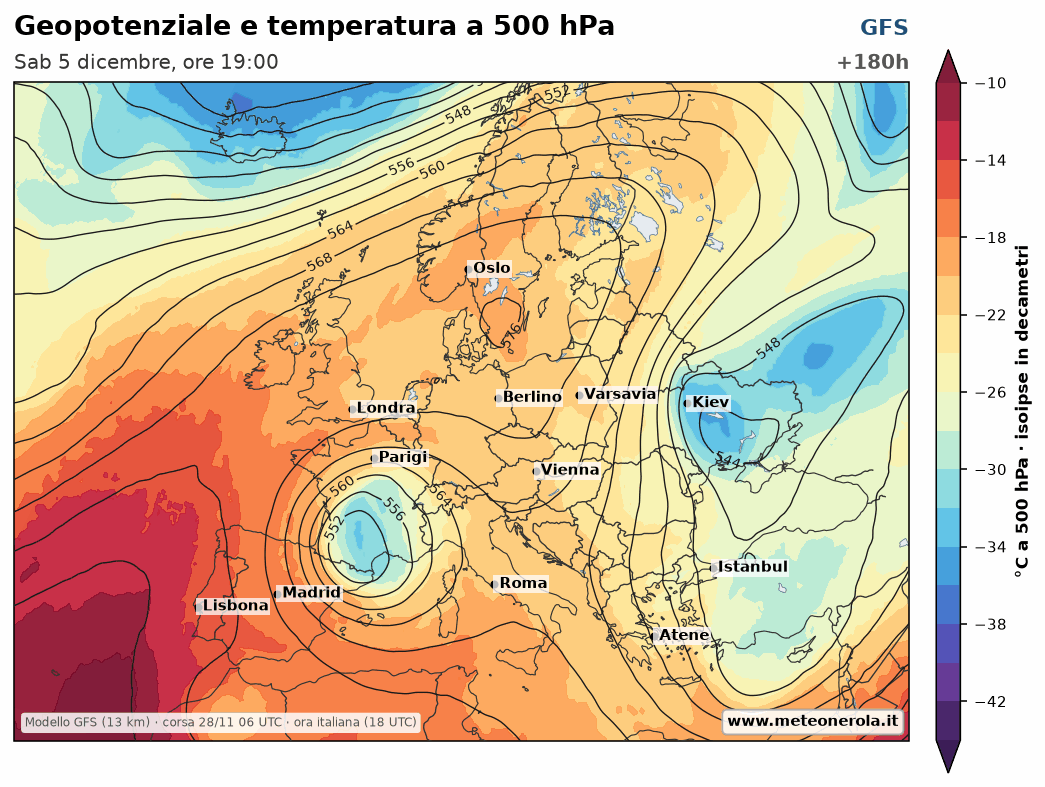 Geopotenziale e temperatura a 500 hPa
GFS
Sab 5 dicembre, ore 19:00
+180h
552
548
556
560
564
568
576
548
544
560
564
556
552
Oslo
Londra
Berlino
Varsavia
Kiev
Parigi
Vienna
Istanbul
Roma
Madrid
Lisbona
Atene
−10
−14
−18
−22
−26
−30
−34
−38
−42
°C a 500 hPa · isoipse in decametri
Modello GFS (13 km) · corsa 28/11 06 UTC · ora italiana (18 UTC)
www.meteonerola.it